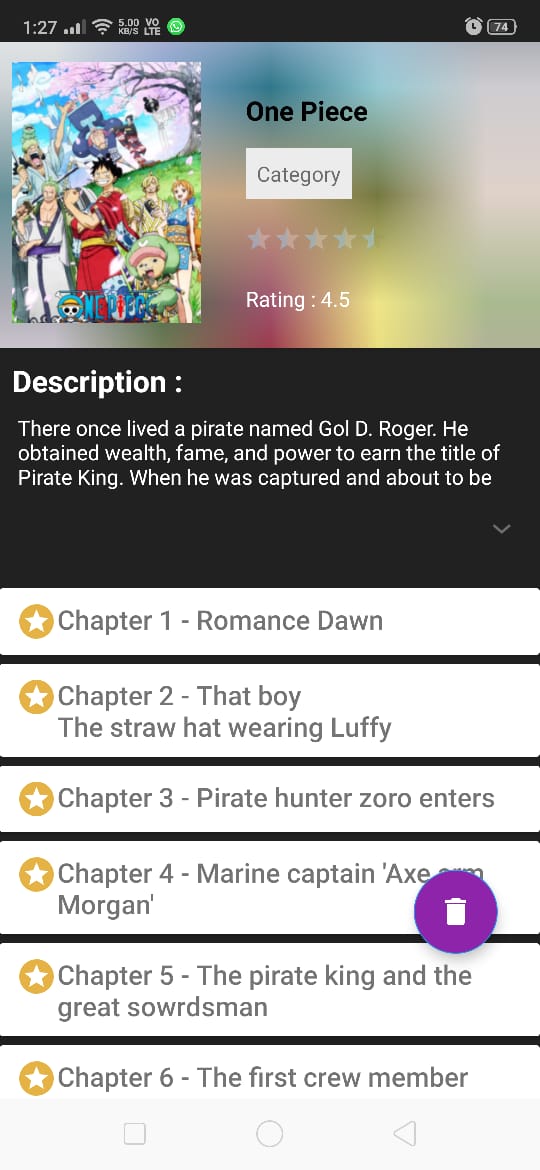 1:27 5.00 KB/S VO LTE 74
One Piece
Category
Rating : 4.5
ONE PIECE
Description :
There once lived a pirate named Gol D. Roger. He
obtained wealth, fame, and power to earn the title of
Pirate King. When he was captured and about to be
Chapter 1 - Romance Dawn
Chapter 2 - That boy
The straw hat wearing Luffy
Chapter 3 - Pirate hunter zoro enters
Chapter 4 - Marine captain 'Axe arm
Morgan'
Chapter 5 - The pirate king and the
great sowrdsman
Chapter 6 - The first crew member